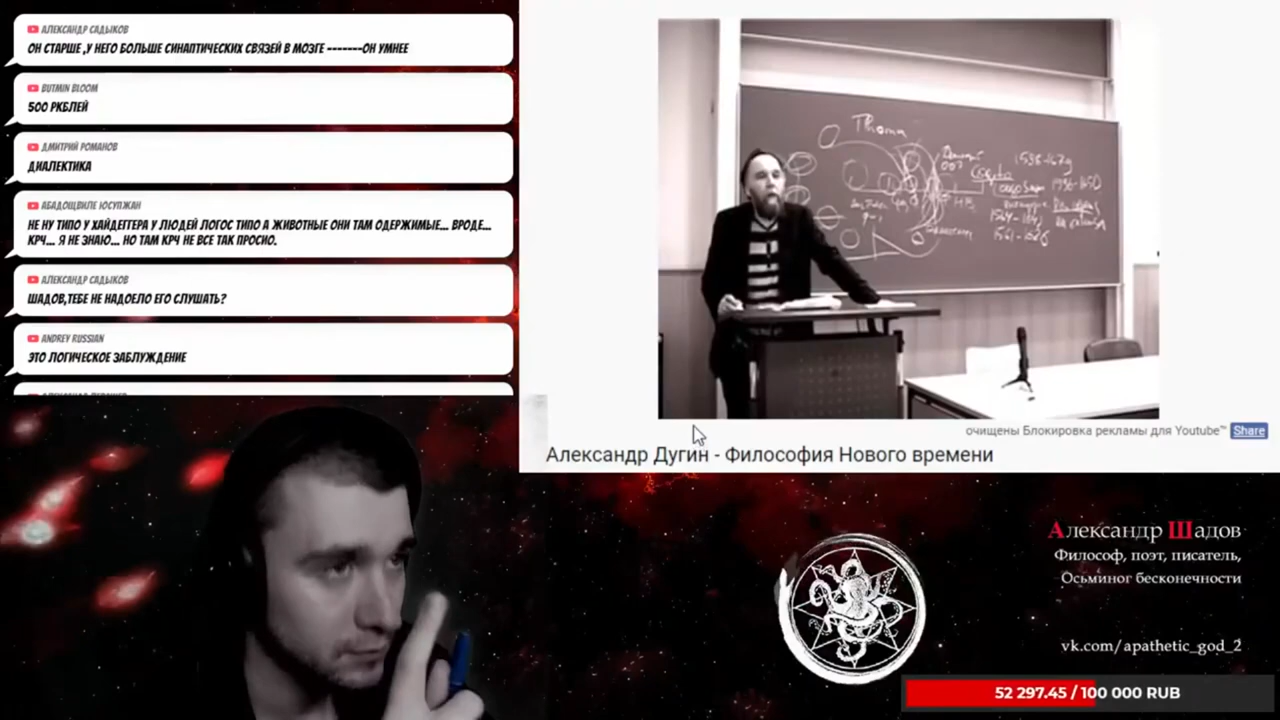 АЛЕКСАНДР САДЫКОВ
ОН СТАРШЕ ,У НЕГО БОЛЬШЕ СИНАПТИЧЕСКИХ СВЯЗЕЙ В МОЗГЕ -------ОН УМНЕЕ
BUTMIN BLOOM
500 РКБЛЕЙ
ДМИТРИЙ РОМАНОВ
ДИАЛЕКТИКА
АБАДОЩВИЛЕ ЮСУПЖАН
НЕ НУ ТИПО У ХАЙДЕГГЕРА У ЛЮДЕЙ ЛОГОС ТИПО А ЖИВОТНЫЕ ОНИ ТАМ ОДЕРЖИМЫЕ... ВРОДЕ...
КРЧ... Я НЕ ЗНАЮ... НО ТАМ КРЧ НЕ ВСЕ ТАК ПРОСИО.
АЛЕКСАНДР САДЫКОВ
ШАДОВ,ТЕБЕ НЕ НАДОЕЛО ЕГО СЛУШАТЬ?
ANDREY RUSSIAN
ЭТО ЛОГИЧЕСКОЕ ЗАБЛУЖДЕНИЕ
Thoma
1561-1626
очищены Блокировка рекламы для Youtube™ Share
Александр Дугин - Философия Нового времени
Александр Шадов
Философ, поэт, писатель,
Осьминог бесконечности
vk.com/apathetic_god_2
52 297.45 / 100 000 RUB